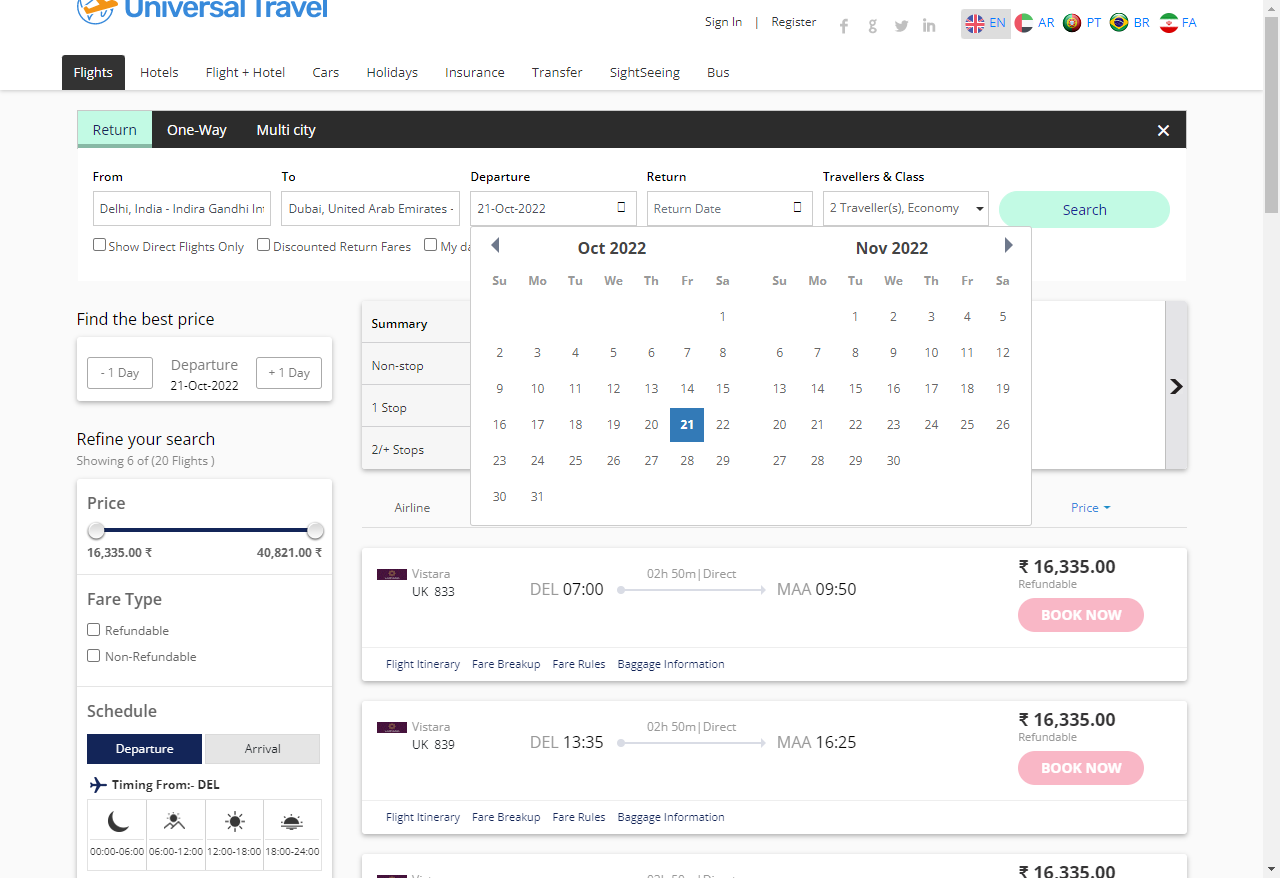 Universal Travel
Sign In | Register
EN AR PT BR FA
Flights Hotels Flight + Hotel Cars Holidays Insurance Transfer SightSeeing Bus
Return One-Way Multi city
From To Departure Return Travellers & Class
Delhi, India - Indira Gandhi Int Dubai, United Arab Emirates - 21-Oct-2022 Return Date 2 Traveller(s), Economy Search
Show Direct Flights Only Discounted Return Fares My da
Oct 2022 Nov 2022
Su Mo Tu We Th Fr Sa Su Mo Tu We Th Fr Sa
1 1 2 3 4 5
2 3 4 5 6 7 8 6 7 8 9 10 11 12
9 10 11 12 13 14 15 13 14 15 16 17 18 19
16 17 18 19 20 21 22 20 21 22 23 24 25 26
23 24 25 26 27 28 29 27 28 29 30
30 31
Find the best price
- 1 Day Departure + 1 Day
21-Oct-2022
Summary
Non-stop
1 Stop
2/+ Stops
Refine your search
Showing 6 of (20 Flights )
Price
16,335.00 ₹ 40,821.00 ₹
Fare Type
Refundable
Non-Refundable
Schedule
Departure Arrival
Timing From:- DEL
00:00-06:00 06:00-12:00 12:00-18:00 18:00-24:00
Airline Price
Vistara
UK 833
DEL 07:00 02h 50m|Direct MAA 09:50
₹ 16,335.00
Refundable
BOOK NOW
Flight Itinerary Fare Breakup Fare Rules Baggage Information
Vistara
UK 839
DEL 13:35 02h 50m|Direct MAA 16:25
₹ 16,335.00
Refundable
BOOK NOW
Flight Itinerary Fare Breakup Fare Rules Baggage Information
Vistara 02h 50m|Direct ₹ 16,335.00